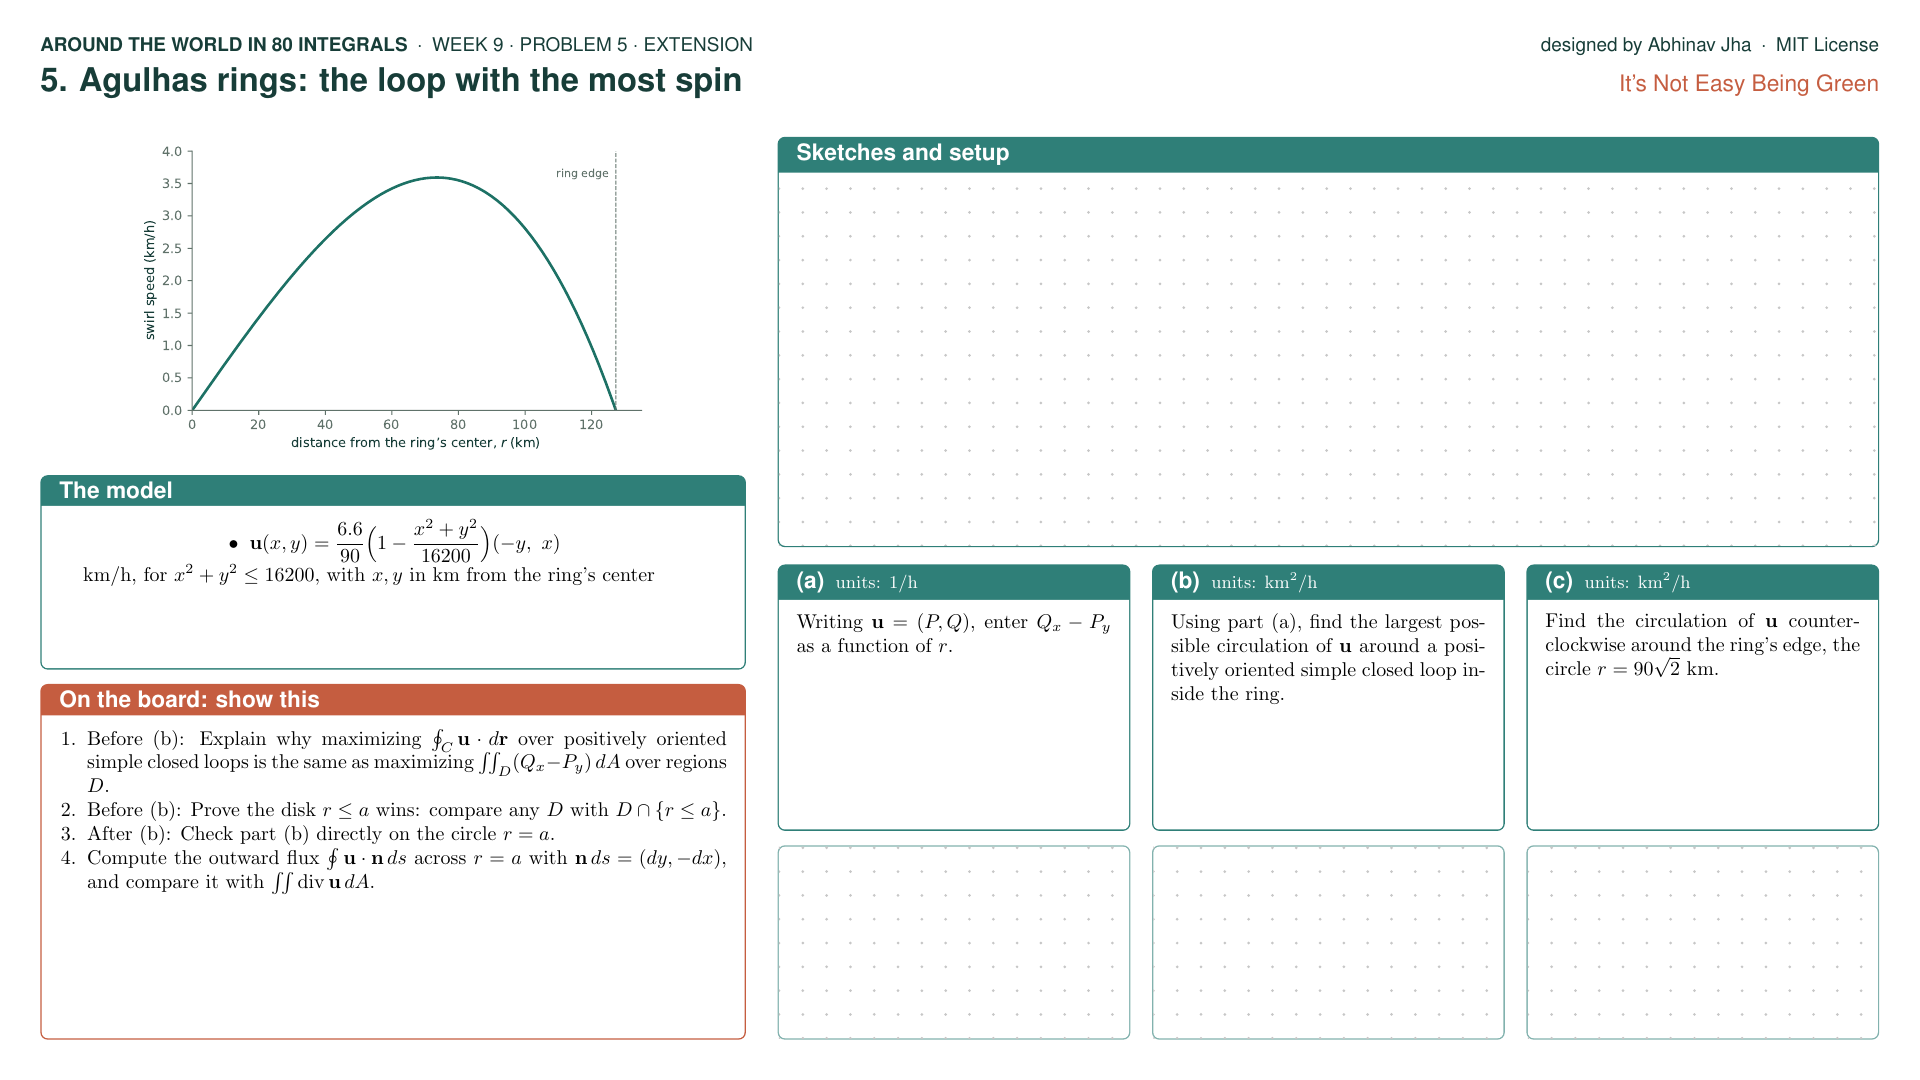 AROUND THE WORLD IN 80 INTEGRALS · WEEK 9 · PROBLEM 5 · EXTENSION
designed by Abhinav Jha · MIT License
5. Agulhas rings: the loop with the most spin
It's Not Easy Being Green
4.0
3.5
3.0
2.5
2.0
1.5
1.0
0.5
0.0
swirl speed (km/h)
ring edge
0 20 40 60 80 100 120
distance from the ring's center, r (km)
The model
• u(x, y) = 6.6/90 (1 − (x² + y²)/16200)(−y, x)
km/h, for x² + y² ≤ 16200, with x, y in km from the ring's center
On the board: show this
1. Before (b): Explain why maximizing ∮_C u · dr over positively oriented
simple closed loops is the same as maximizing ∬_D(Q_x−P_y) dA over regions
D.
2. Before (b): Prove the disk r ≤ a wins: compare any D with D ∩ {r ≤ a}.
3. After (b): Check part (b) directly on the circle r = a.
4. Compute the outward flux ∮ u · n ds across r = a with n ds = (dy, −dx),
and compare it with ∬ div u dA.
Sketches and setup
(a) units: 1/h
Writing u = (P, Q), enter Q_x − P_y
as a function of r.
(b) units: km²/h
Using part (a), find the largest pos-
sible circulation of u around a posi-
tively oriented simple closed loop in-
side the ring.
(c) units: km²/h
Find the circulation of u counter-
clockwise around the ring's edge, the
circle r = 90√2 km.